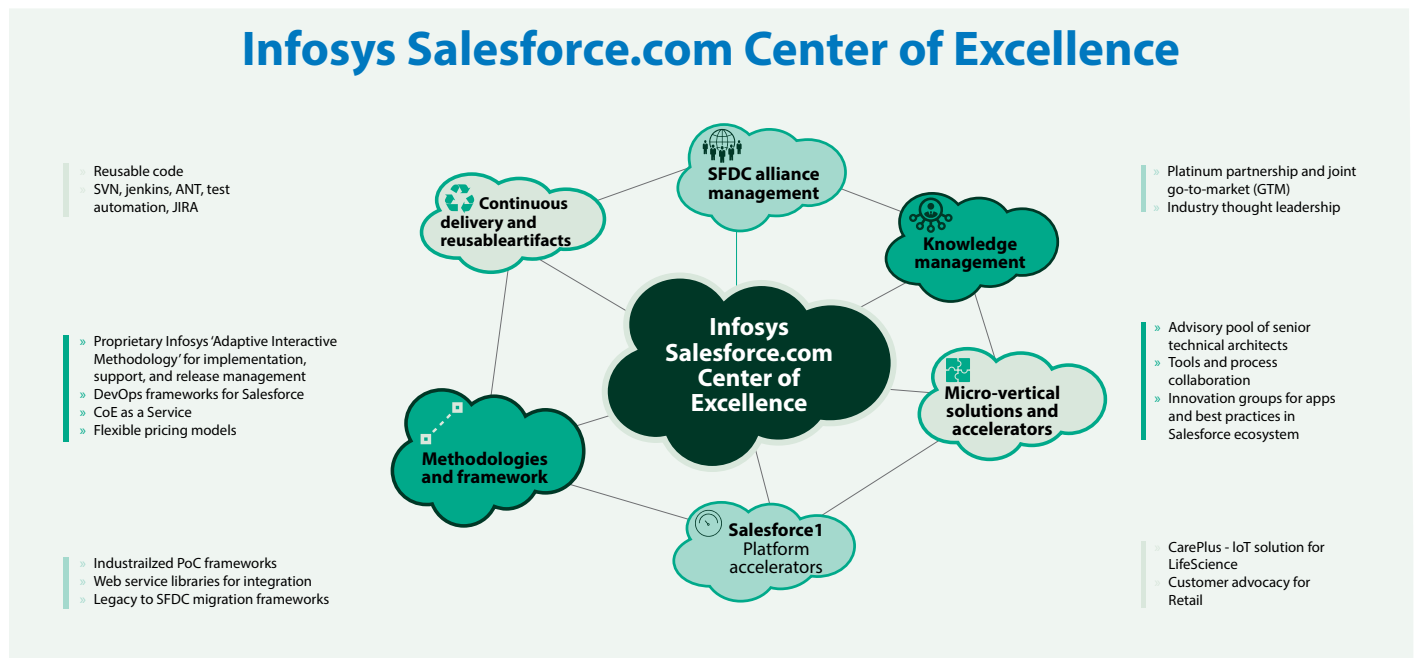 Infosys Salesforce.com Center of Excellence
» Reusable code
» SVN, jenkins, ANT, test
automation, JIRA
» Proprietary Infosys ‘Adaptive Interactive
Methodology’ for implementation,
support, and release management
» DevOps frameworks for Salesforce
» CoE as a Service
» Flexible pricing models
» Industrailzed PoC frameworks
» Web service libraries for integration
» Legacy to SFDC migration frameworks
SFDC alliance
management
Continuous
delivery and
reusableartifacts
Knowledge
management
Infosys
Salesforce.com
Center of
Excellence
Micro-vertical
solutions and
accelerators
Methodologies
and framework
Salesforce1
Platform
accelerators
» Platinum partnership and joint
go-to-market (GTM)
» Industry thought leadership
» Advisory pool of senior
technical architects
» Tools and process
collaboration
» Innovation groups for apps
and best practices in
Salesforce ecosystem
» CarePlus - IoT solution for
LifeScience
» Customer advocacy for
Retail